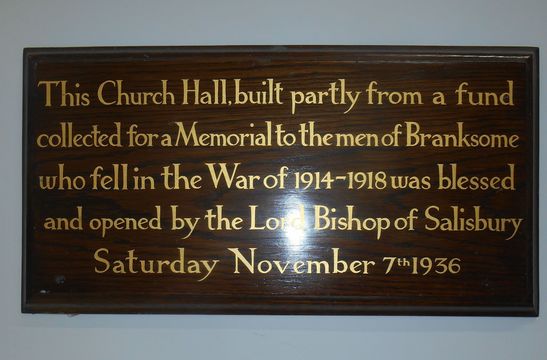 This Church Hall, built partly from a fund
collected for a Memorial to the men of Branksome
who fell in the War of 1914-1918 was blessed
and opened by the Lord Bishop of Salisbury
Saturday November 7th 1936